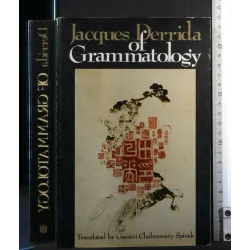 Derrida OF GRAMMATOLOGY
Jacques Derrida
of
Grammatology
Translated by Gayatri Chakravorty Spivak